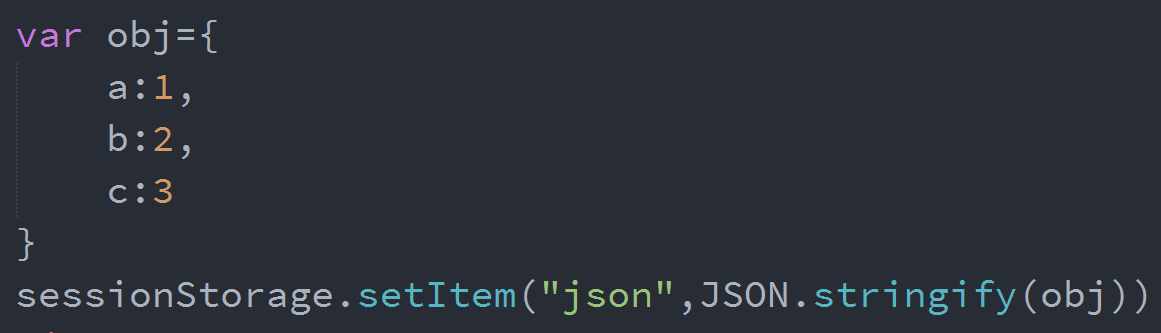 var obj={
    a:1,
    b:2,
    c:3
}
sessionStorage.setItem("json",JSON.stringify(obj))